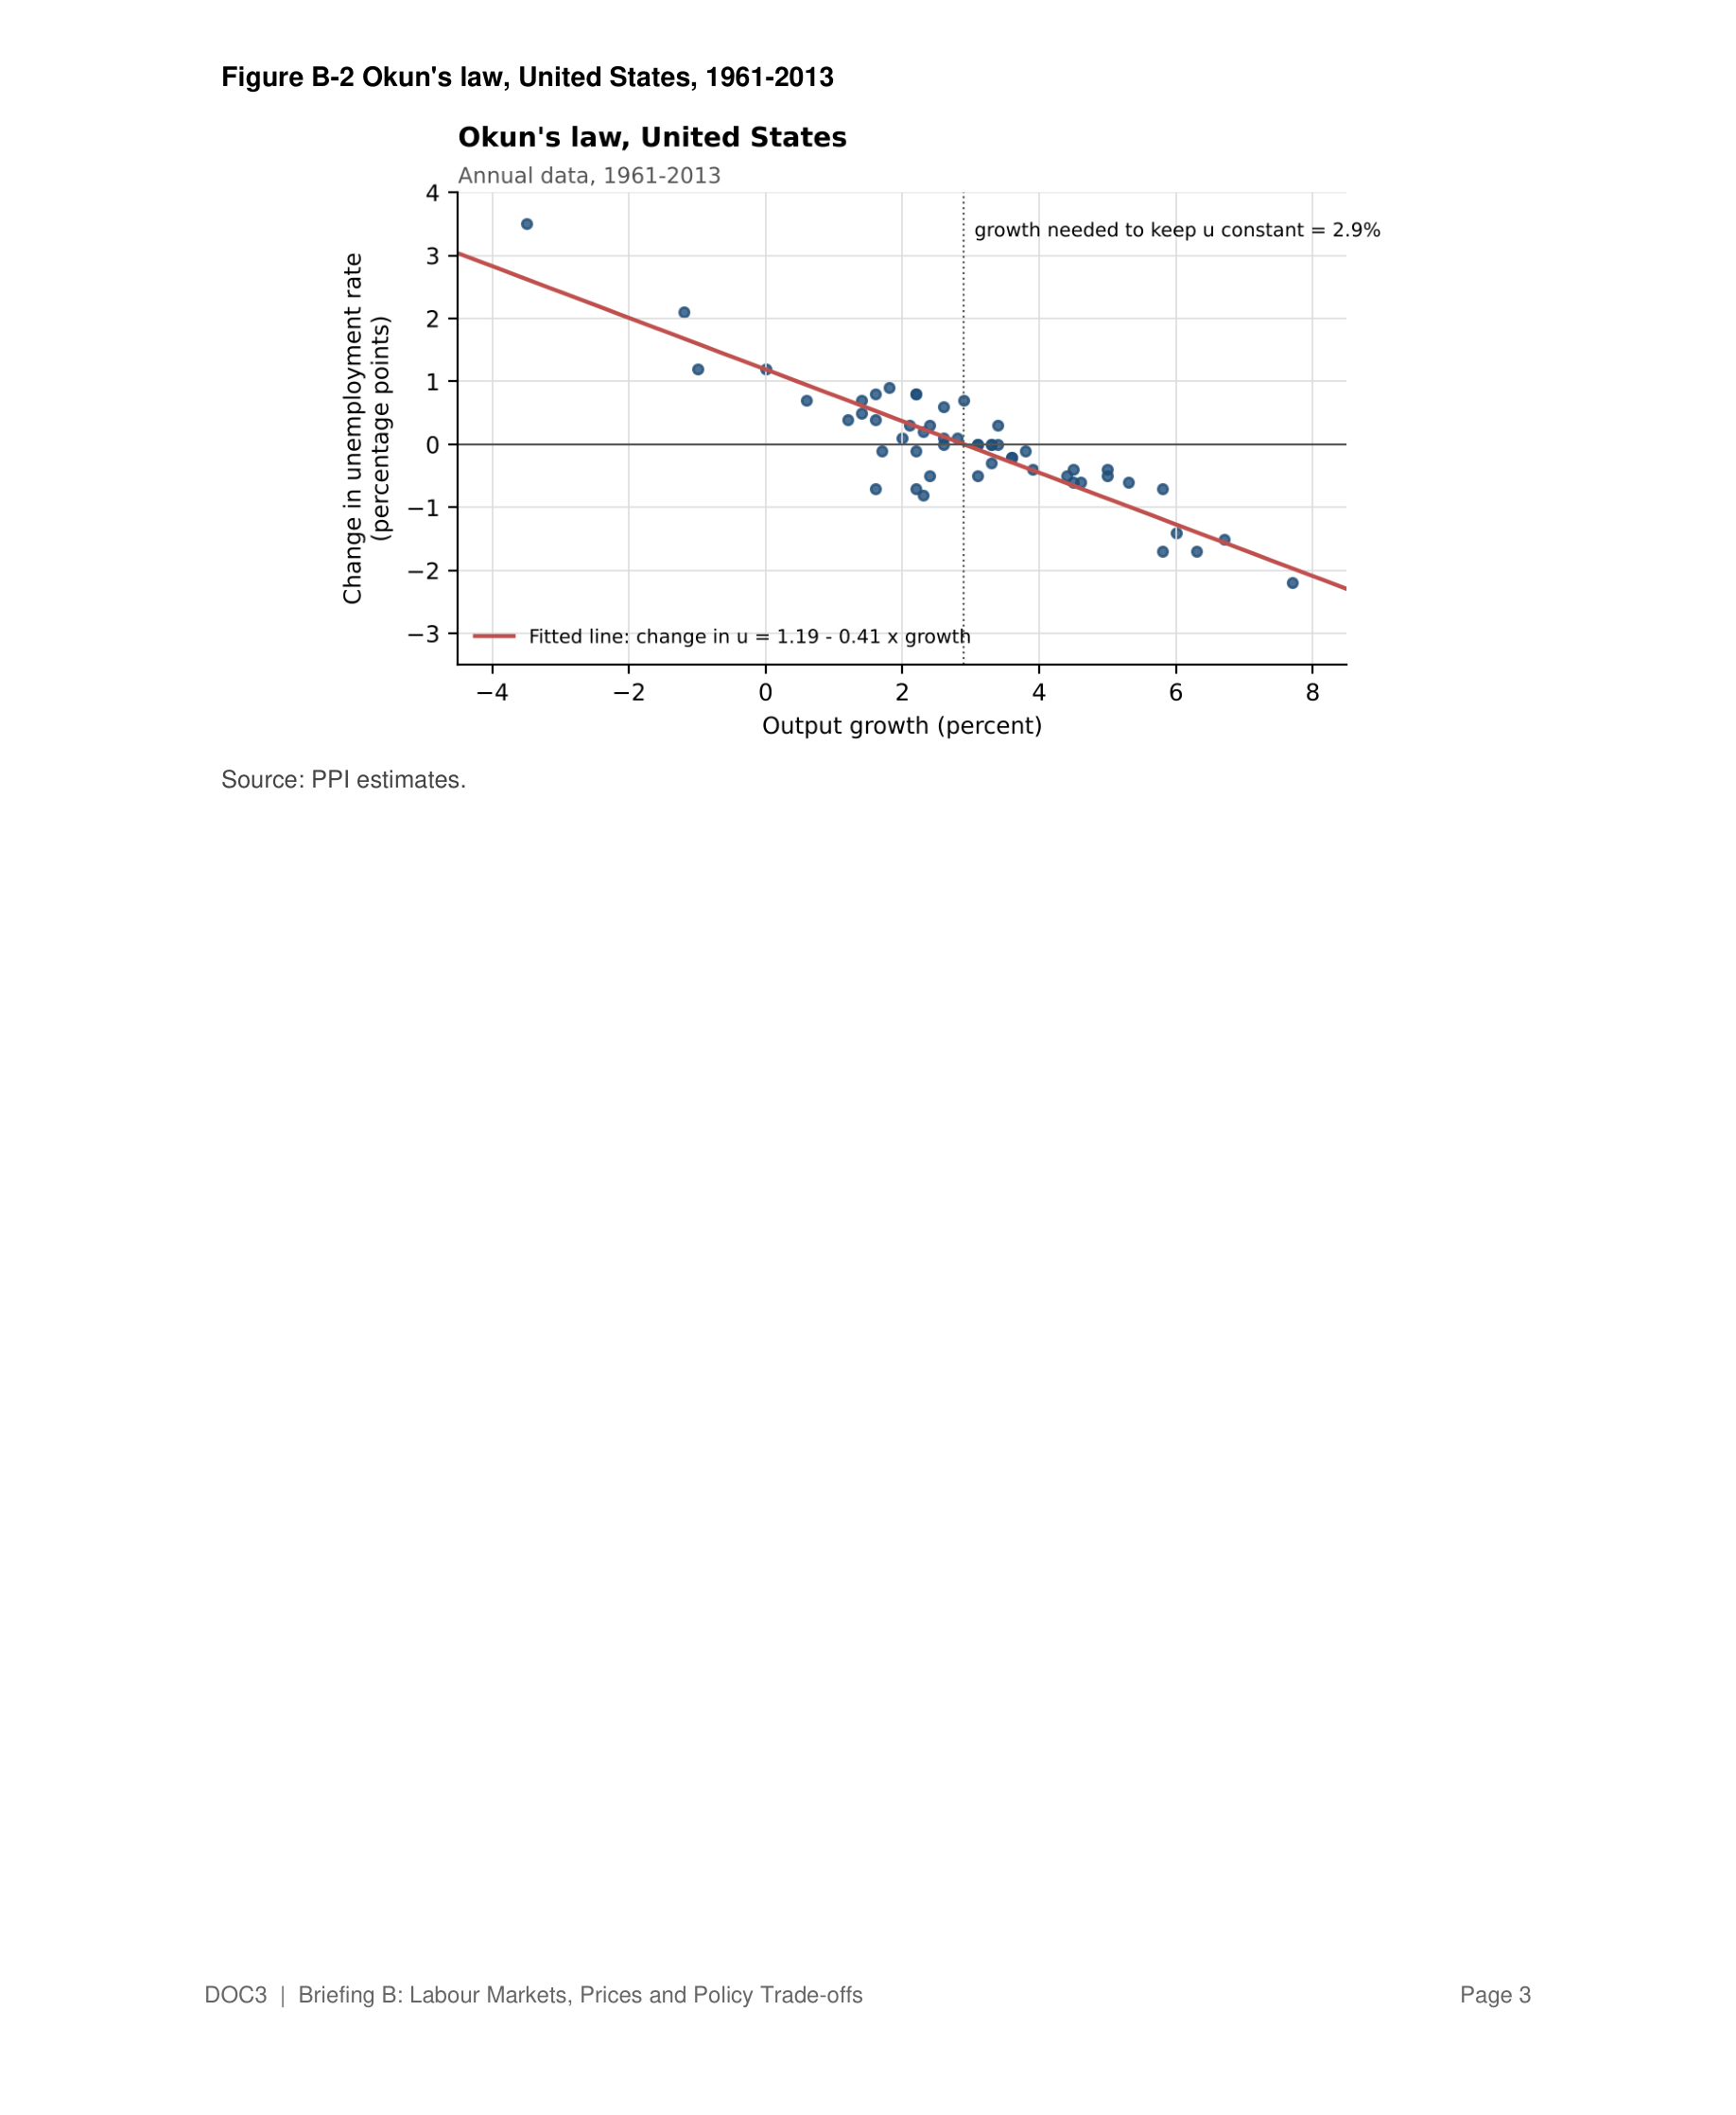 Figure B-2 Okun's law, United States, 1961-2013
Okun's law, United States
Annual data, 1961-2013
4
3
2
1
0
−1
−2
−3
Change in unemployment rate
(percentage points)
growth needed to keep u constant = 2.9%
Fitted line: change in u = 1.19 - 0.41 x growth
−4
−2
0
2
4
6
8
Output growth (percent)
Source: PPI estimates.
DOC3 | Briefing B: Labour Markets, Prices and Policy Trade-offs
Page 3